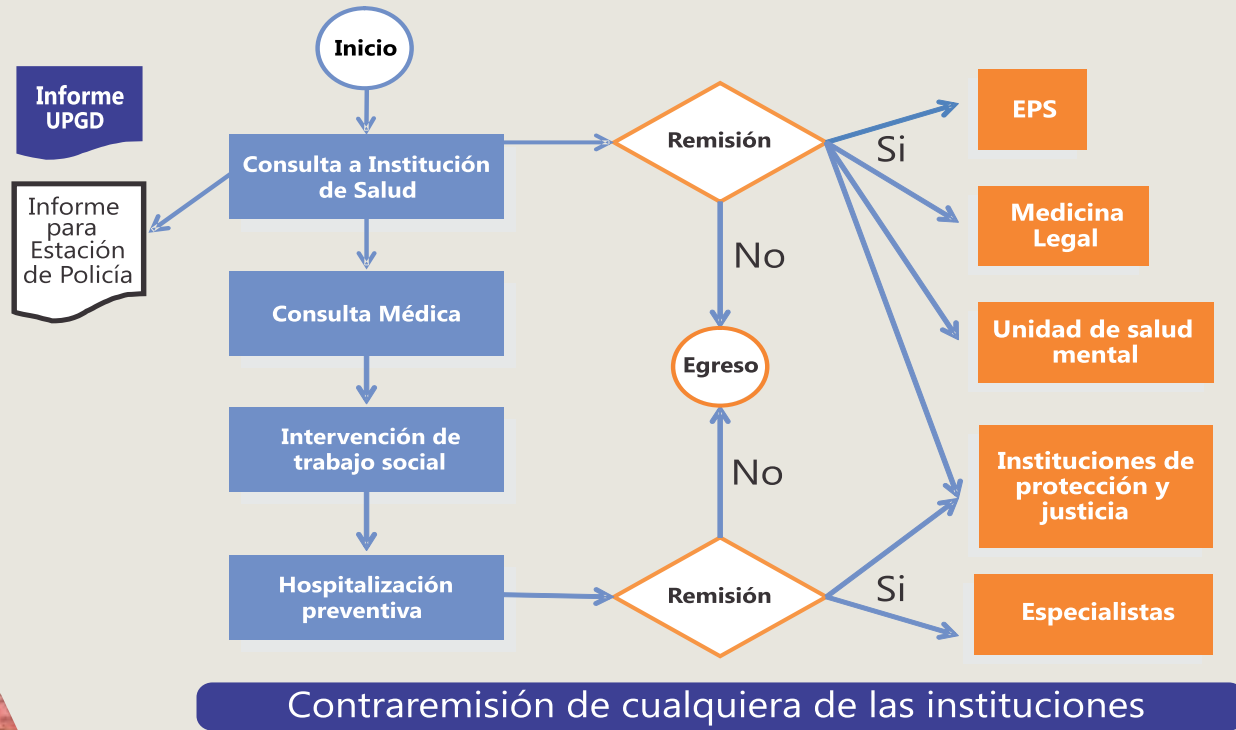 Inicio
Informe
UPGD
Consulta a Institución
de Salud
Informe
para
Estación
de Policía
Consulta Médica
Intervención de
trabajo social
Hospitalización
preventiva
Remisión
Si
No
Egreso
No
Remisión
Si
EPS
Medicina
Legal
Unidad de salud
mental
Instituciones de
protección y
justicia
Especialistas
Contraremisión de cualquiera de las instituciones